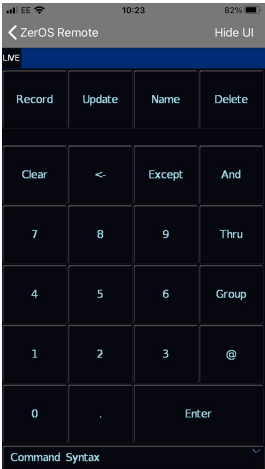 EE 10:23 82%
ZerOS Remote Hide UI
LIVE
Record Update Name Delete
Clear <- Except And
7 8 9 Thru
4 5 6 Group
1 2 3 @
0 . Enter
Command Syntax